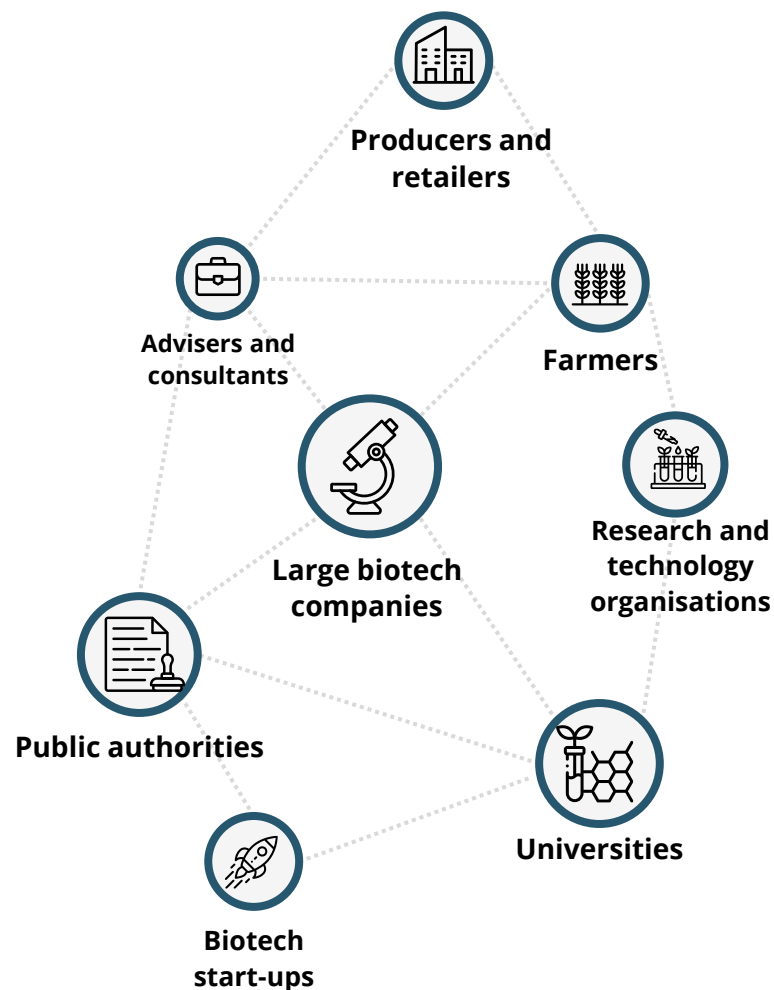 Producers and
retailers
Advisers and
consultants
Farmers
Research and
technology
organisations
Large biotech
companies
Public authorities
Universities
Biotech
start-ups